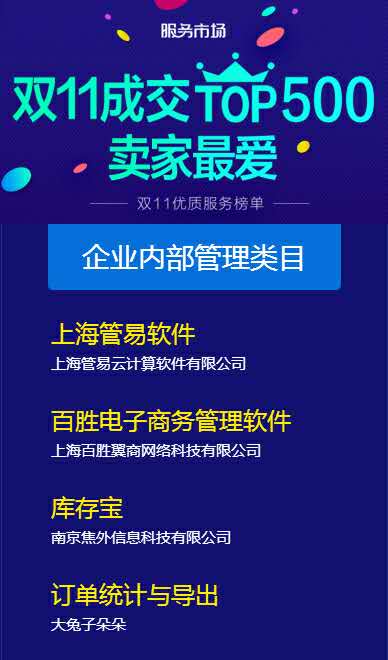 服务市场
双11成交TOP500
卖家最爱
双11优质服务榜单
企业内部管理类目
上海管易软件
上海管易云计算软件有限公司
百胜电子商务管理软件
上海百胜翼商网络科技有限公司
库存宝
南京焦外信息科技有限公司
订单统计与导出
大兔子朵朵